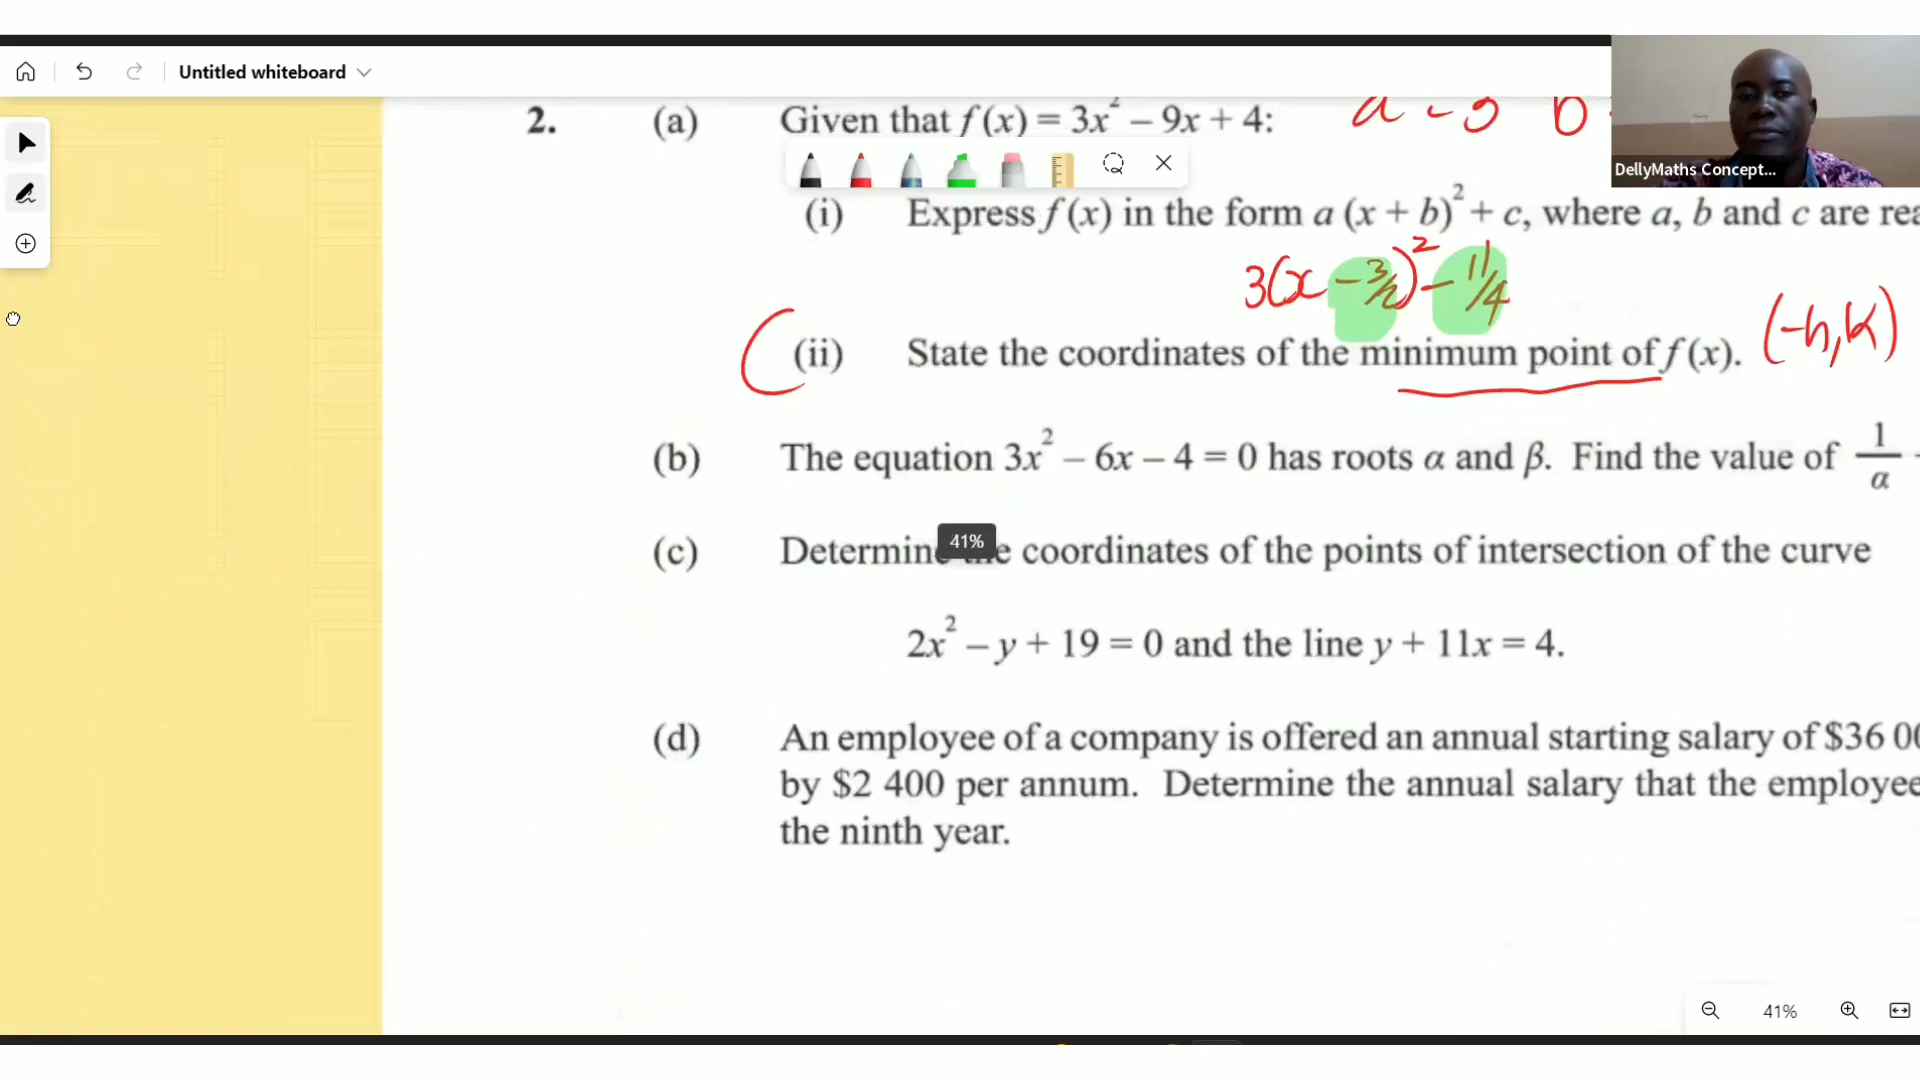 Untitled whiteboard
2. (a) Given that f(x) = 3x² – 9x + 4:
DellyMaths Concept...
(i) Express f(x) in the form a (x + b)² + c, where a, b and c are rea
3(x - 3/2)² - 11/4
(ii) State the coordinates of the minimum point of f(x). (-h, k)
(b) The equation 3x² – 6x – 4 = 0 has roots α and β. Find the value of 1/α
41%
(c) Determine the coordinates of the points of intersection of the curve
2x² – y + 19 = 0 and the line y + 11x = 4.
(d) An employee of a company is offered an annual starting salary of $36 00
by $2 400 per annum. Determine the annual salary that the employee
the ninth year.
41%